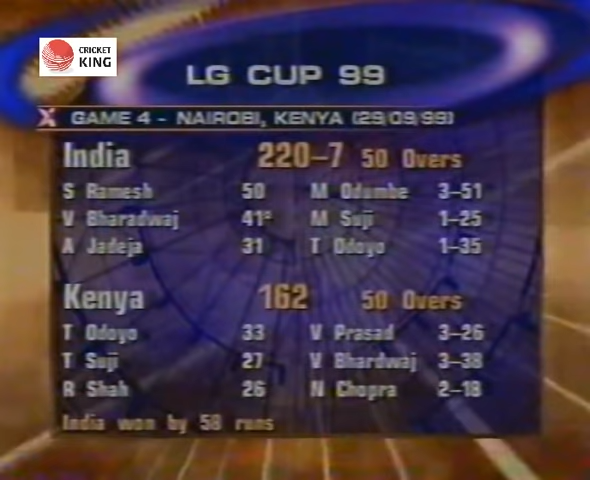 CRICKET
KING
LG CUP 99
GAME 4 - NAIROBI, KENYA (29/09/99)
India 220-7 50 Overs
S Ramesh 50 M Odumbe 3-51
V Bharadwaj 41* M Suji 1-25
A Jadeja 31 T Odoyo 1-35
Kenya 162 50 Overs
T Odoyo 33 V Prasad 3-26
T Suji 27 V Bhardwaj 3-38
R Shah 26 N Chopra 2-18
India won by 58 runs